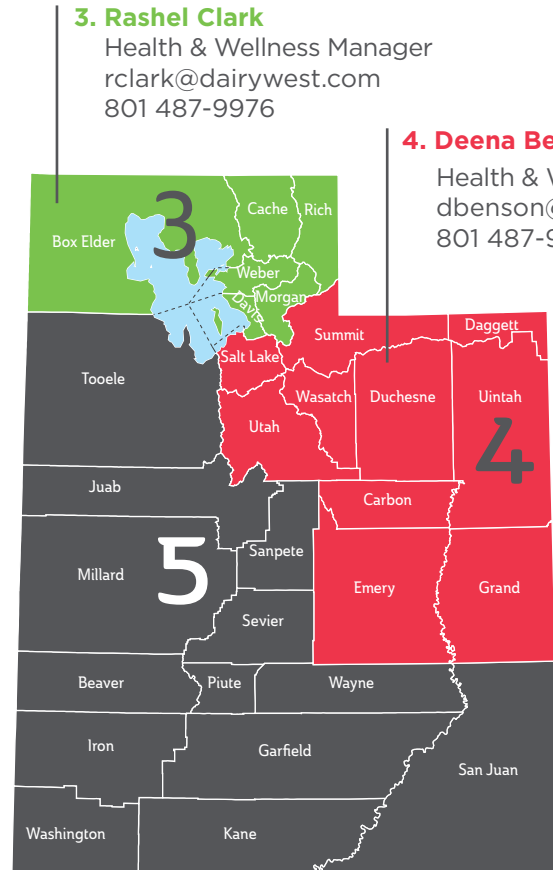 3. Rashel Clark
Health & Wellness Manager
rclark@dairywest.com
801 487-9976
4. Deena Be
Health &
dbenson@
801 487-9
3
Cache
Rich
Box Elder
Weber
Morgan
Davis
Summit
Daggett
Salt Lake
Tooele
Wasatch
Duchesne
Uintah
Utah
4
Juab
Carbon
5
Sanpete
Millard
Emery
Grand
Sevier
Beaver
Piute
Wayne
Iron
Garfield
San Juan
Washington
Kane